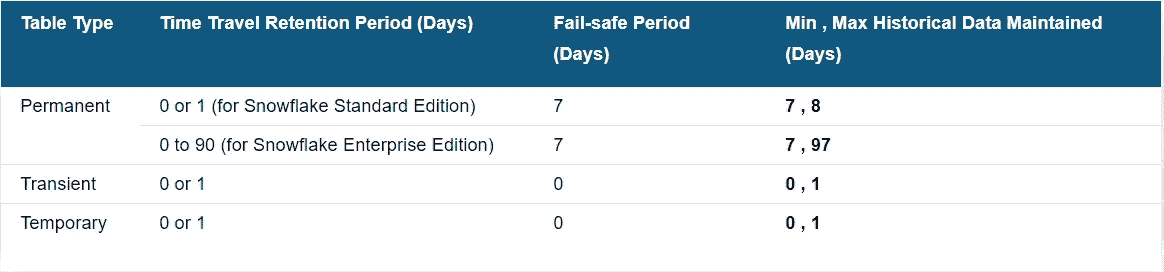 Table Type Time Travel Retention Period (Days) Fail-safe Period (Days) Min , Max Historical Data Maintained (Days)
Permanent 0 or 1 (for Snowflake Standard Edition) 7 7 , 8
0 to 90 (for Snowflake Enterprise Edition) 7 7 , 97
Transient 0 or 1 0 0 , 1
Temporary 0 or 1 0 0 , 1